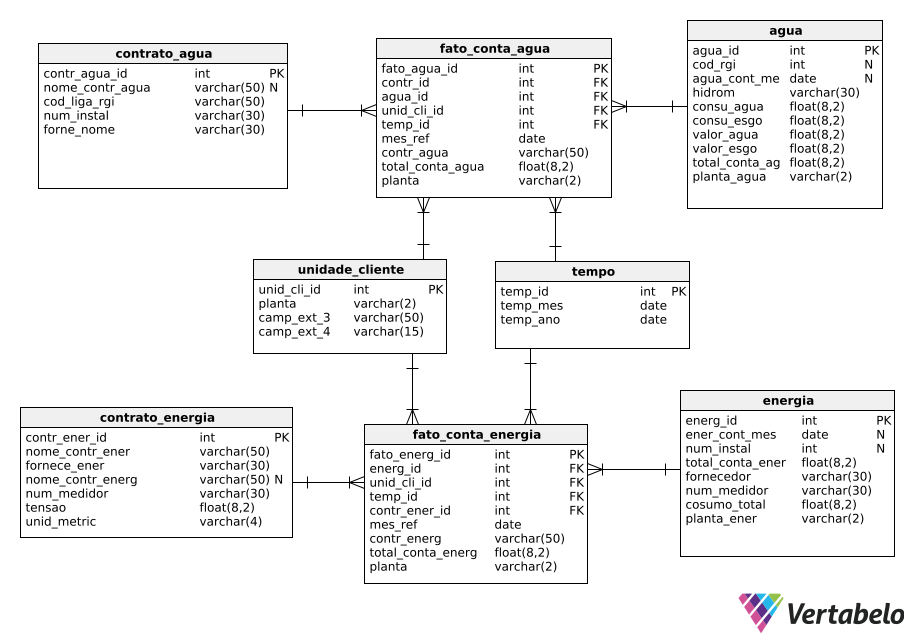 contrato_agua
contr_agua_id int PK
nome_contr_agua varchar(50) N
cod_liga_rgi varchar(50)
num_instal varchar(30)
forne_nome varchar(30)
fato_conta_agua
fato_agua_id int PK
contr_id int FK
agua_id int FK
unid_cli_id int FK
temp_id int FK
mes_ref date
contr_agua varchar(50)
total_conta_agua float(8,2)
planta varchar(2)
agua
agua_id int PK
cod_rgi int N
agua_cont_me date N
hidrom varchar(30)
consu_agua float(8,2)
consu_esgo float(8,2)
valor_agua float(8,2)
valor_esgo float(8,2)
total_conta_ag float(8,2)
planta_agua varchar(2)
unidade_cliente
unid_cli_id int PK
planta varchar(2)
camp_ext_3 varchar(50)
camp_ext_4 varchar(15)
tempo
temp_id int PK
temp_mes date
temp_ano date
contrato_energia
contr_ener_id int PK
nome_contr_ener varchar(50)
fornece_ener varchar(30)
nome_contr_energ varchar(50) N
num_medidor varchar(30)
tensao float(8,2)
unid_metric varchar(4)
fato_conta_energia
fato_energ_id int PK
energ_id int FK
unid_cli_id int FK
temp_id int FK
contr_ener_id int FK
mes_ref date
contr_energ varchar(50)
total_conta_energ float(8,2)
planta varchar(2)
energia
energ_id int PK
ener_cont_mes date N
num_instal int N
total_conta_ener float(8,2)
fornecedor varchar(30)
num_medidor varchar(30)
cosumo_total float(8,2)
planta_ener varchar(2)
Vertabelo